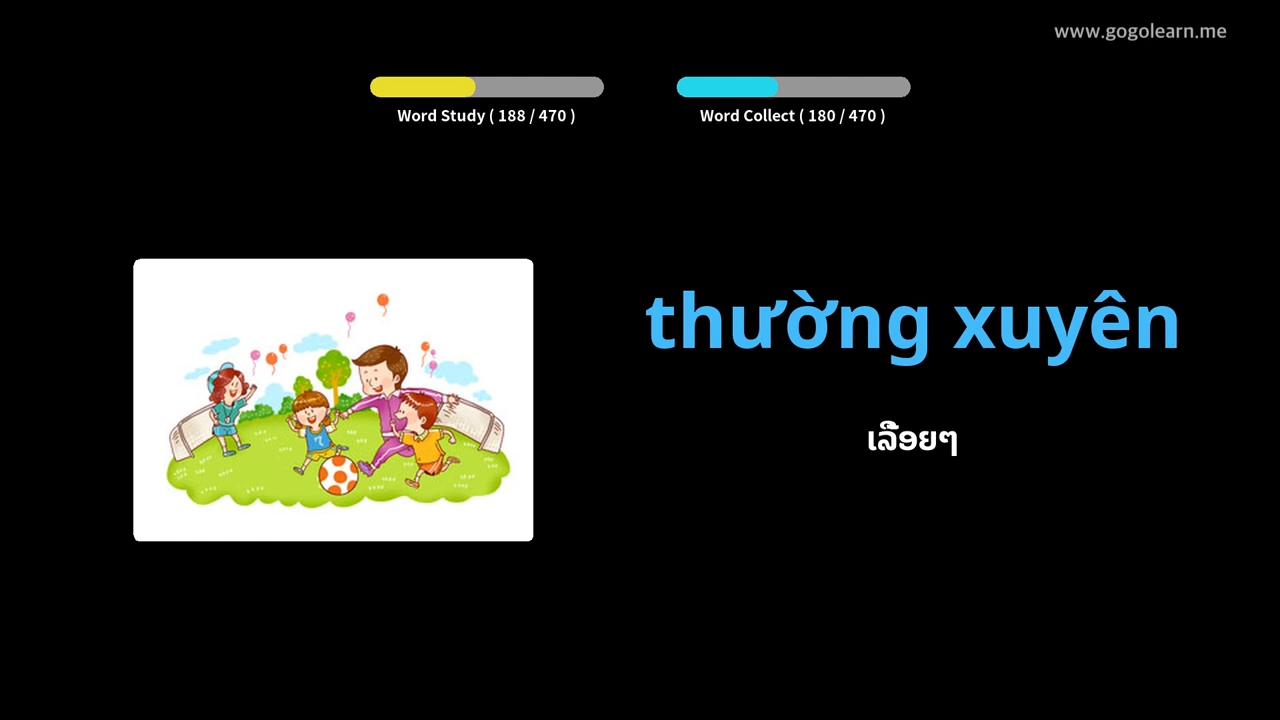 www.gogolearn.me
Word Study ( 188 / 470 )
Word Collect ( 180 / 470 )
thường xuyên
ເລື້ອຍໆ